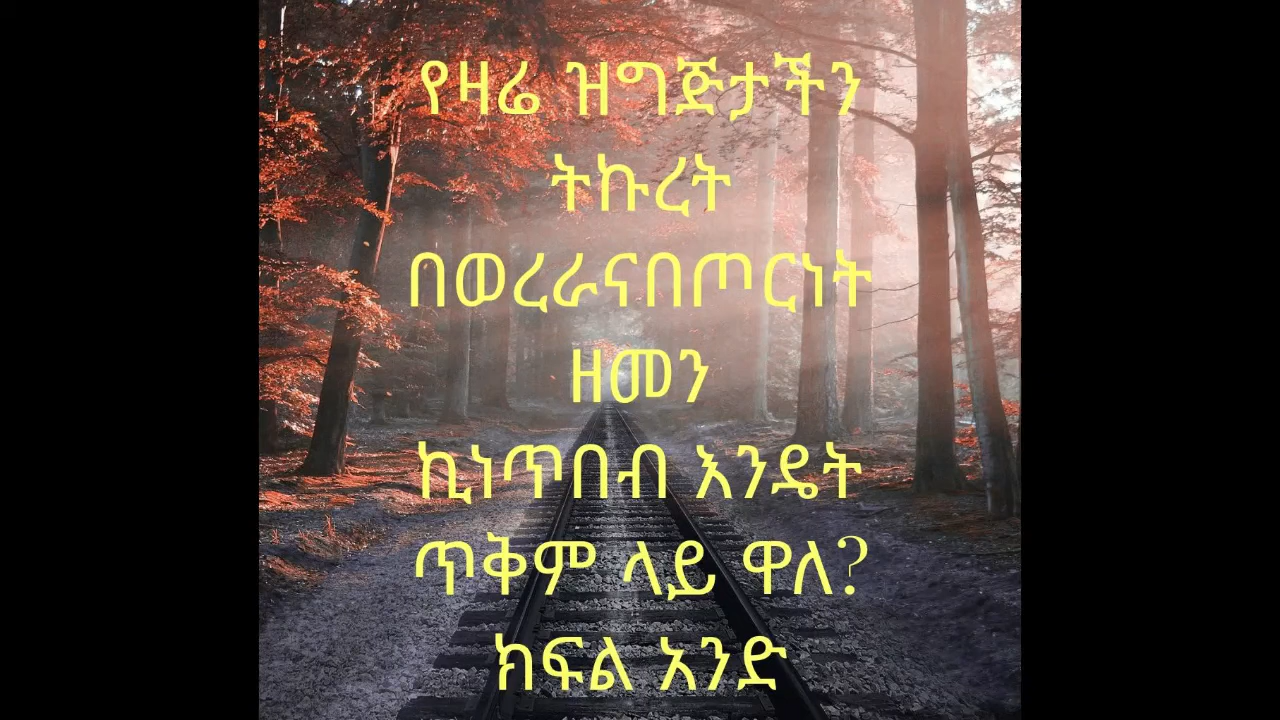 የዛሬ ዝግጅታችን
ትኩረት
በወረራናበጦርነት
ዘመን
ኪነጥበብ እንዴት
ጥቅም ላይ ዋለ?
ክፍል አንድ